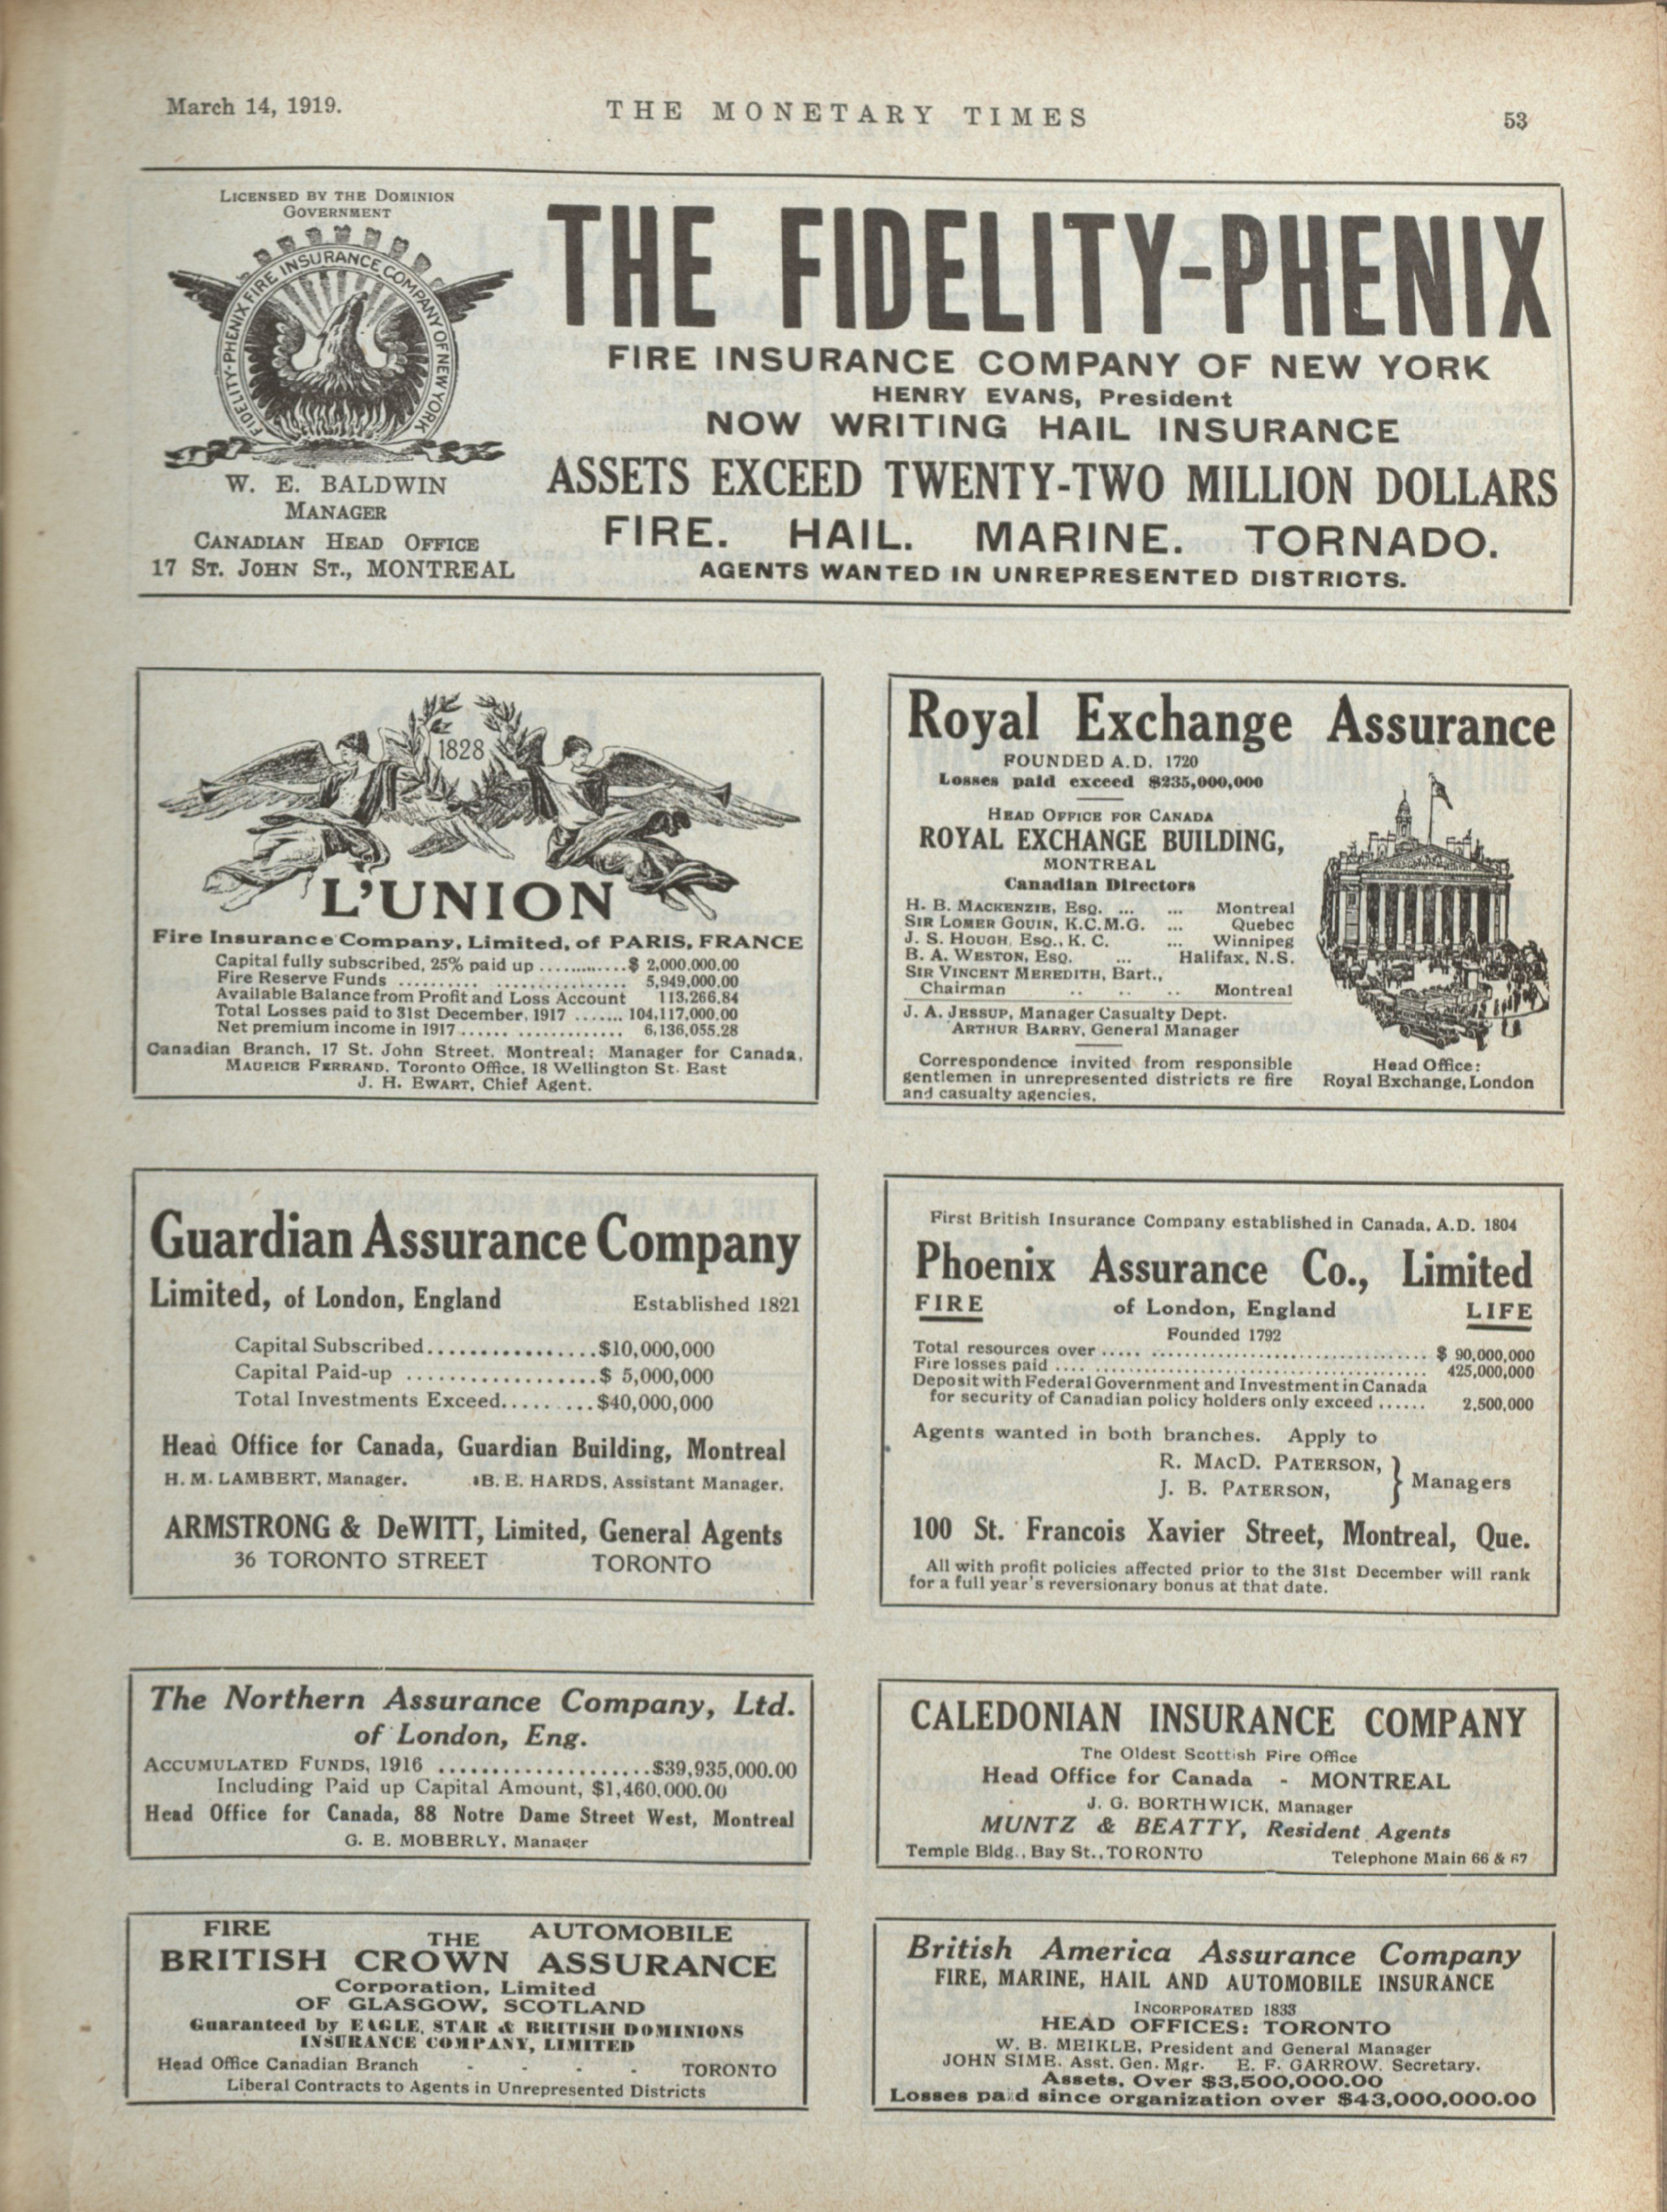 March 14, 1919.
THE MONETARY TIMES
53
LICENSED BY THE DOMINION
GOVERNMENT
FIDELITY-PHENIX FIRE INSURANCE COMPANY OF NEW YORK
W. E. BALDWIN
MANAGER
CANADIAN HEAD OFFICE
17 ST. JOHN ST., MONTREAL
THE FIDELITY-PHENIX
FIRE INSURANCE COMPANY OF NEW YORK
HENRY EVANS, President
NOW WRITING HAIL INSURANCE
ASSETS EXCEED TWENTY-TWO MILLION DOLLARS
FIRE. HAIL. MARINE. TORNADO.
AGENTS WANTED IN UNREPRESENTED DISTRICTS.
1828
L'UNION
Fire Insurance Company, Limited, of PARIS, FRANCE
Capital fully subscribed, 25% paid up ............$ 2,000.000.00
Fire Reserve Funds .......... ................ 5,949,000.00
Available Balance from Profit and Loss Account 113,266.84
Total Losses paid to 31st December, 1917 ....... 104,117,000.00
Net premium income in 1917...... ............. 6,136,055.28
Canadian Branch, 17 St. John Street, Montreal; Manager for Canada,
MAURICE FERRAND. Toronto Office, 18 Wellington St. East
J. H. EWART, Chief Agent.
Royal Exchange Assurance
FOUNDED A.D. 1720
Losses paid exceed $235,000,000
HEAD OFFICE FOR CANADA
ROYAL EXCHANGE BUILDING,
MONTREAL
Canadian Directors
H. B. MACKENZIE, ESQ. ... ... Montreal
SIR LOMER GOUIN, K.C.M.G. ... Quebec
J. S. HOUGH, ESQ., K. C. ... Winnipeg
B. A. WESTON, ESQ. ... Halifax, N.S.
SIR VINCENT MEREDITH, Bart.,
Chairman .. .. .. Montreal
J. A. JESSUP, Manager Casualty Dept.
ARTHUR BARRY, General Manager
Correspondence invited from responsible
gentlemen in unrepresented districts re fire
and casualty agencies.
Head Office:
Royal Exchange, London
Guardian Assurance Company
Limited, of London, England Established 1821
Capital Subscribed................$10,000,000
Capital Paid-up ..................$ 5,000,000
Total Investments Exceed.........$40,000,000
Head Office for Canada, Guardian Building, Montreal
H. M. LAMBERT, Manager. B. E. HARDS, Assistant Manager.
ARMSTRONG & DeWITT, Limited, General Agents
36 TORONTO STREET TORONTO
First British Insurance Company established in Canada, A.D. 1804
Phoenix Assurance Co., Limited
FIRE of London, England LIFE
Founded 1792
Total resources over ..... ................................. $ 90,000,000
Fire losses paid .... ........................................ 425,000,000
Deposit with Federal Government and Investment in Canada
for security of Canadian policy holders only exceed ...... 2,500,000
Agents wanted in both branches. Apply to
R. MACD. PATERSON,
J. B. PATERSON,
} Managers
100 St. Francois Xavier Street, Montreal, Que.
All with profit policies affected prior to the 31st December will rank
for a full year's reversionary bonus at that date.
The Northern Assurance Company, Ltd.
of London, Eng.
ACCUMULATED FUNDS, 1916 ....................$39,935,000.00
Including Paid up Capital Amount, $1,460,000.00
Head Office for Canada, 88 Notre Dame Street West, Montreal
G. E. MOBERLY, Manager
CALEDONIAN INSURANCE COMPANY
The Oldest Scottish Fire Office
Head Office for Canada - MONTREAL
J. G. BORTHWICK, Manager
MUNTZ & BEATTY, Resident Agents
Temple Bldg., Bay St., TORONTO Telephone Main 66 & 67
FIRE THE AUTOMOBILE
BRITISH CROWN ASSURANCE
Corporation, Limited
OF GLASGOW, SCOTLAND
Guaranteed by EAGLE, STAR & BRITISH DOMINIONS
INSURANCE COMPANY, LIMITED
Head Office Canadian Branch - - - - TORONTO
Liberal Contracts to Agents in Unrepresented Districts
British America Assurance Company
FIRE, MARINE, HAIL AND AUTOMOBILE INSURANCE
INCORPORATED 1833
HEAD OFFICES: TORONTO
W. B. MEIKLE, President and General Manager
JOHN SIME, Asst. Gen. Mgr. E. F. GARROW, Secretary.
Assets, Over $3,500,000.00
Losses paid since organization over $43,000,000.00